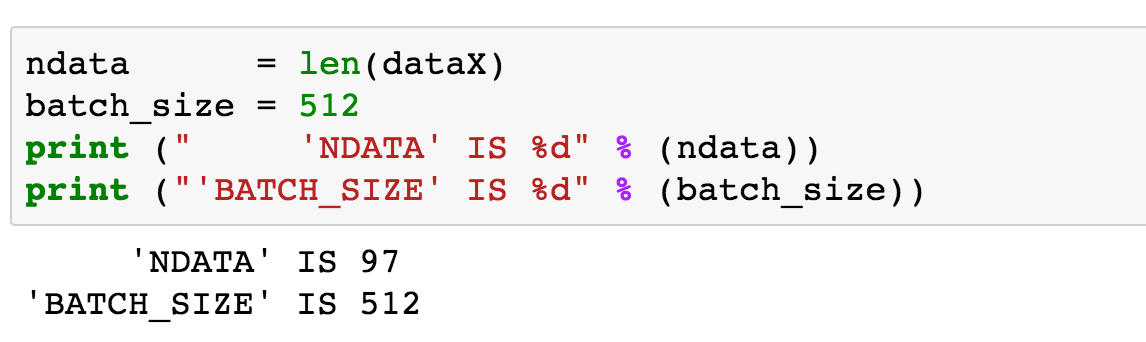 ndata      = len(dataX)
batch_size = 512
print ("     'NDATA' IS %d" % (ndata))
print ("'BATCH_SIZE' IS %d" % (batch_size))
     'NDATA' IS 97
'BATCH_SIZE' IS 512